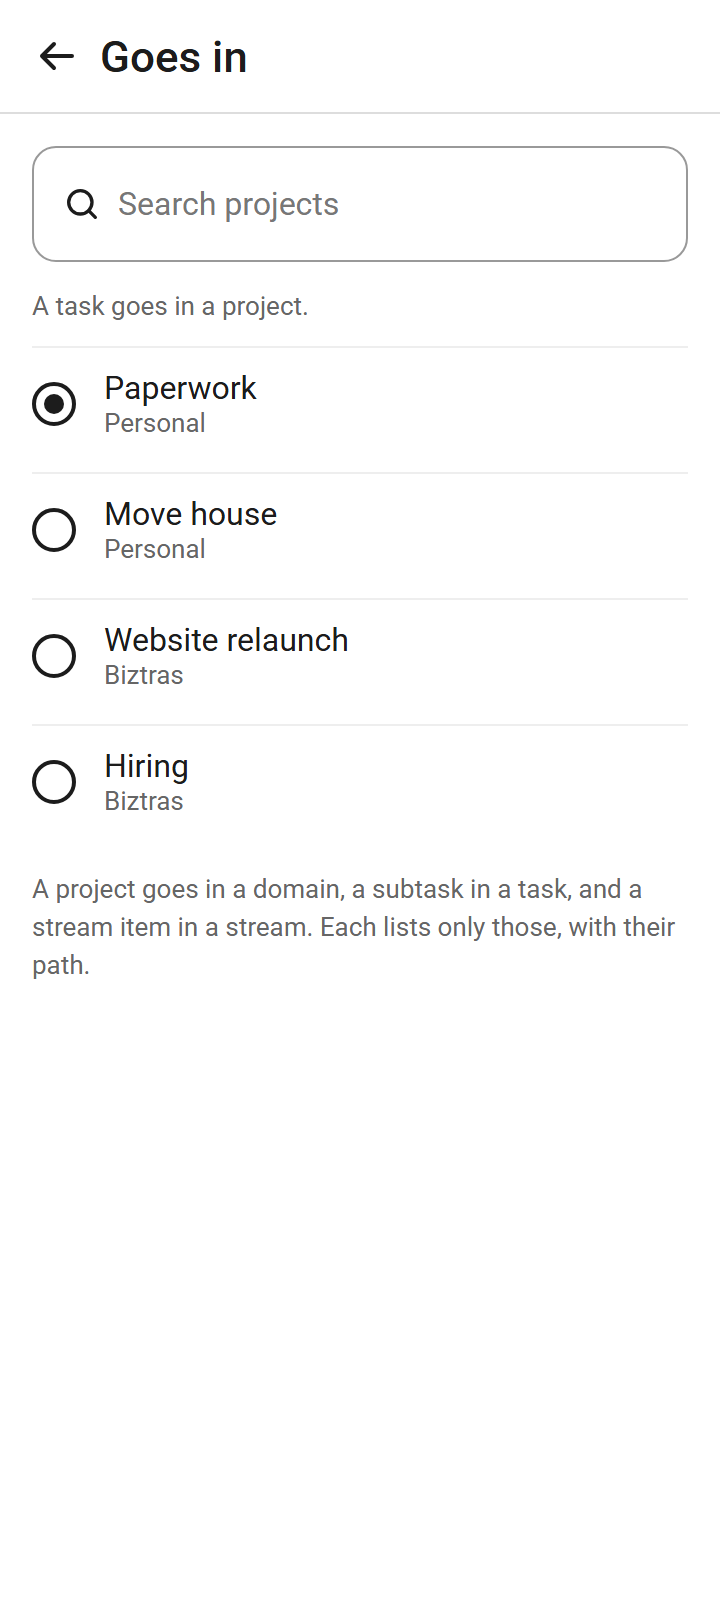 Goes in
Search projects
A task goes in a project.
Paperwork
Personal
Move house
Personal
Website relaunch
Biztras
Hiring
Biztras
A project goes in a domain, a subtask in a task, and a
stream item in a stream. Each lists only those, with their
path.